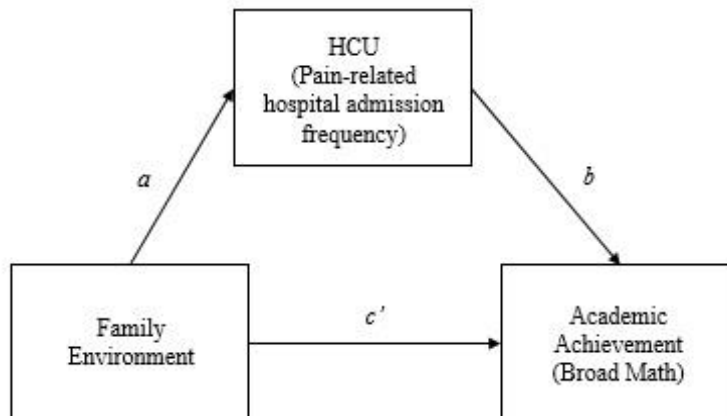 HCU
(Pain-related
hospital admission
frequency)
a
b
Family
Environment
c'
Academic
Achievement
(Broad Math)